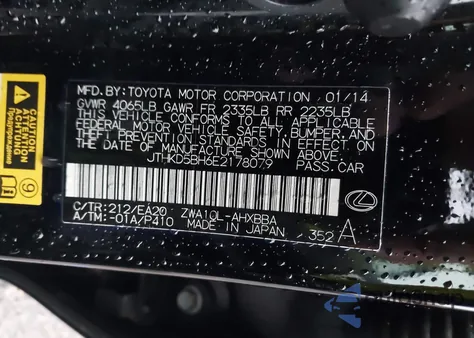 MFD.BY:TOYOTA MOTOR CORPORATION 01/14
GVWR 4065LB GAWR FR 2335LB RR 2235LB
THIS VEHICLE CONFORMS TO ALL APPLICABLE
FEDERAL MOTOR VEHICLE SAFETY, BUMPER, AND
THEFT PREVENTION STANDARDS IN EFFECT ON THE
DATE OF MANUFACTURE SHOWN ABOVE.
JTHKD5BH6E2178079 PASS.CAR
C/TR:212/EA20 ZWA10L-AHXBBA
A/TM:-01A/P410 MADE IN JAPAN 352 A
CAUTION